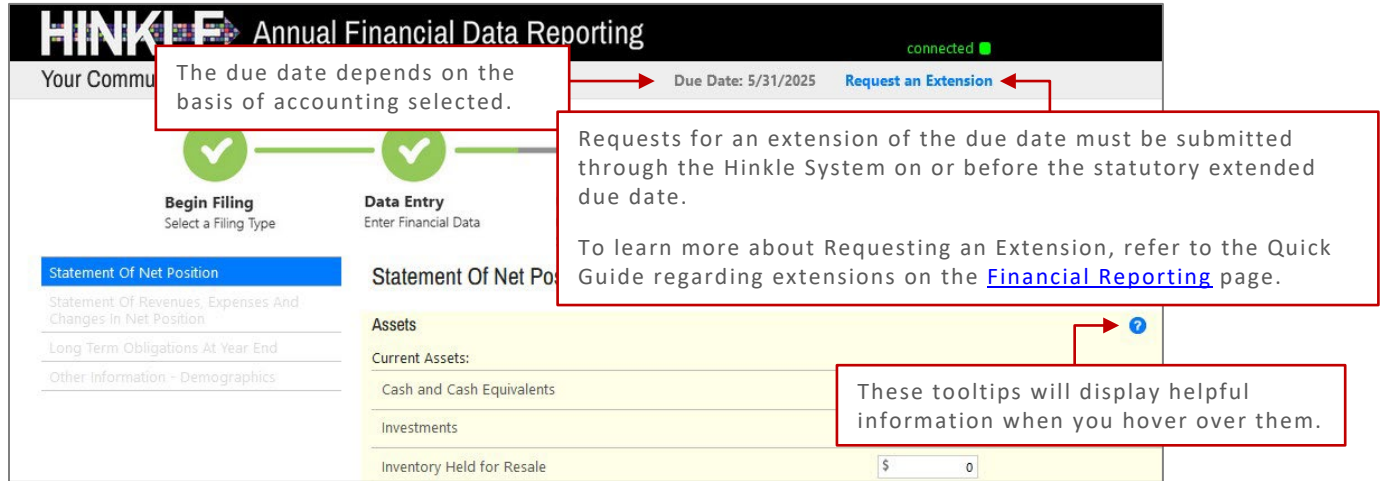 HINKLE Annual Financial Data Reporting
connected
Your Commu
The due date depends on the
basis of accounting selected.
Due Date: 5/31/2025
Request an Extension
Requests for an extension of the due date must be submitted
through the Hinkle System on or before the statutory extended
due date.
To learn more about Requesting an Extension, refer to the Quick
Guide regarding extensions on the Financial Reporting page.
Begin Filing
Select a Filing Type
Data Entry
Enter Financial Data
Statement Of Net Position
Statement Of Revenues, Expenses And
Changes In Net Position
Long Term Obligations At Year End
Other Information - Demographics
Statement Of Net Pos
Assets
?
Current Assets:
Cash and Cash Equivalents
These tooltips will display helpful
information when you hover over them.
Investments
Inventory Held for Resale
$ 0